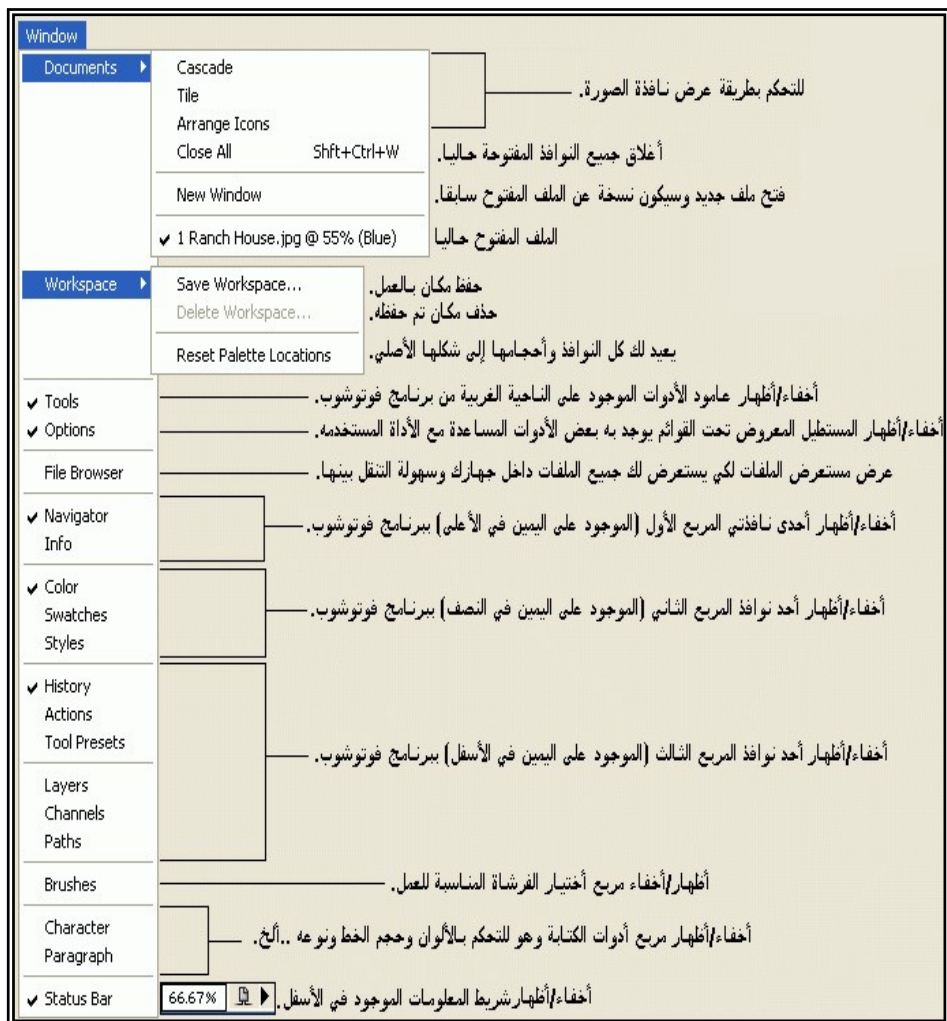 Window
Documents
Cascade
Tile
Arrange Icons
للتحكم بطريقة عرض نافذة الصورة.
Close All Shft+Ctrl+W أغلاق جميع النوافذ المفتوحة حاليا.
New Window فتح ملف جديد وسيكون نسخة عن الملف المفتوح سابقا.
1 Ranch House.jpg @ 55% (Blue) الملف المفتوح حاليا
Workspace Save Workspace... حفظ مكان بالعمل.
Delete Workspace... حذف مكان تم حفظه.
Reset Palette Locations يعيد لك كل النوافذ وأحجامها إلى شكلها الأصلي.
Tools أخفاء/أظهار عامود الأدوات الموجود على الناحية الغربية من برنامج فوتوشوب.
Options أخفاء/أظهار المستطيل المعروض تحت القوائم يوجد به بعض الأدوات المساعدة مع الأداة المستخدمه.
File Browser عرض مستعرض الملفات لكي يستعرض لك جميع الملفات داخل جهازك وسهولة التنقل بينها.
Navigator
Info
أخفاء/أظهار أحدى نافذتي المربع الأول (الموجود على اليمين في الأعلى) ببرنامج فوتوشوب.
Color
Swatches
Styles
أخفاء/أظهار أحد نوافذ المربع الثاني (الموجود على اليمين في النصف) ببرنامج فوتوشوب.
History
Actions
Tool Presets
Layers
Channels
Paths
أخفاء/أظهار أحد نوافذ المربع الثالث (الموجود على اليمين في الأسفل) ببرنامج فوتوشوب.
Brushes أظهار/أخفاء مربع أختيار الفرشاة المناسبة للعمل.
Character
Paragraph
أخفاء/أظهار مربع أدوات الكتابة وهو للتحكم بالألوان وحجم الخط ونوعه ..ألخ.
Status Bar 66.67% أخفاء/أظهار شريط المعلومات الموجود في الأسفل.